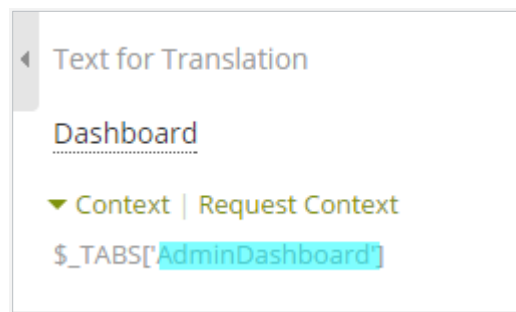 Text for Translation
Dashboard
Context | Request Context
$_TABS['AdminDashboard']